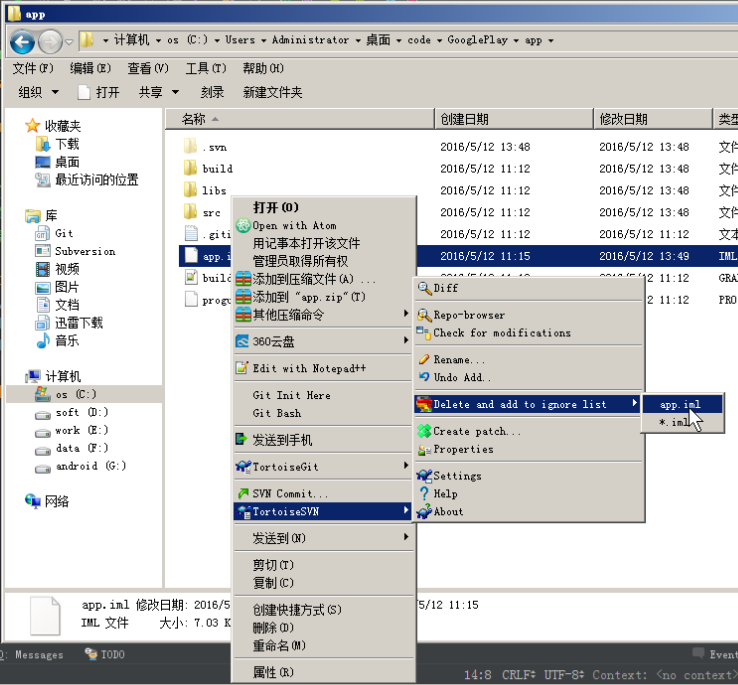 app
计算机 os (C:) Users Administrator 桌面 code GooglePlay app
文件(F) 编辑(E) 查看(V) 工具(T) 帮助(H)
组织 打开 共享 刻录 新建文件夹
收藏夹
下载
桌面
最近访问的位置
库
Git
Subversion
视频
图片
文档
迅雷下载
音乐
计算机
os (C:)
soft (D:)
work (E:)
data (F:)
android (G:)
网络
名称 创建日期 修改日期 类型
.svn 2016/5/12 13:48 2016/5/12 13:48 文件
build 2016/5/12 11:12 2016/5/12 13:48 文件
libs 2016/5/12 11:12 2016/5/12 13:48 文件
src 2016/5/12 11:12 2016/5/12 13:48 文件
.giti 2016/5/12 11:12 2016/5/12 11:12 文本
app.i 2016/5/12 11:15 2016/5/12 13:49 IML
build 2016/5/12 11:12 GRA
progu 2 11:12 PRO
打开(O)
Open with Atom
用记事本打开该文件
管理员取得所有权
添加到压缩文件(A) ...
添加到 "app.zip"(T)
其他压缩命令
360云盘
Edit with Notepad++
Git Init Here
Git Bash
发送到手机
TortoiseGit
SVN Commit...
TortoiseSVN
发送到(N)
剪切(T)
复制(C)
创建快捷方式(S)
删除(D)
重命名(M)
属性(R)
Diff
Repo-browser
Check for modifications
Rename...
Undo Add..
Delete and add to ignore list
Create patch...
Properties
Settings
Help
About
app.iml
*.iml
app.iml 修改日期: 2016/5 5/12 11:15
IML 文件 大小: 7.03 K
Messages TODO Event
14:8 CRLF÷ UTF-8÷ Context: <no context>